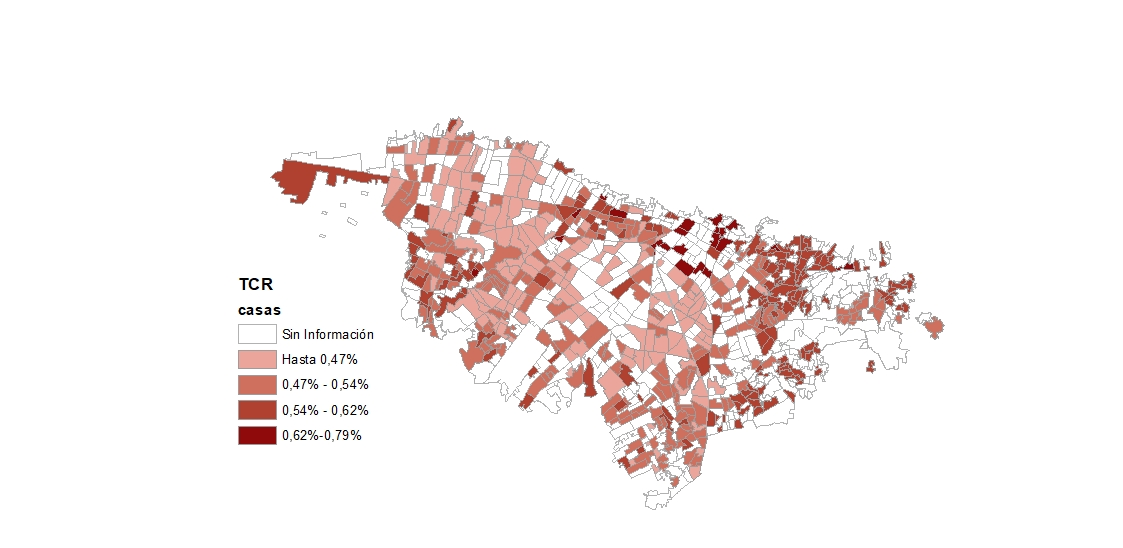 TCR
casas
Sin Información
Hasta 0,47%
0,47% - 0,54%
0,54% - 0,62%
0,62%-0,79%